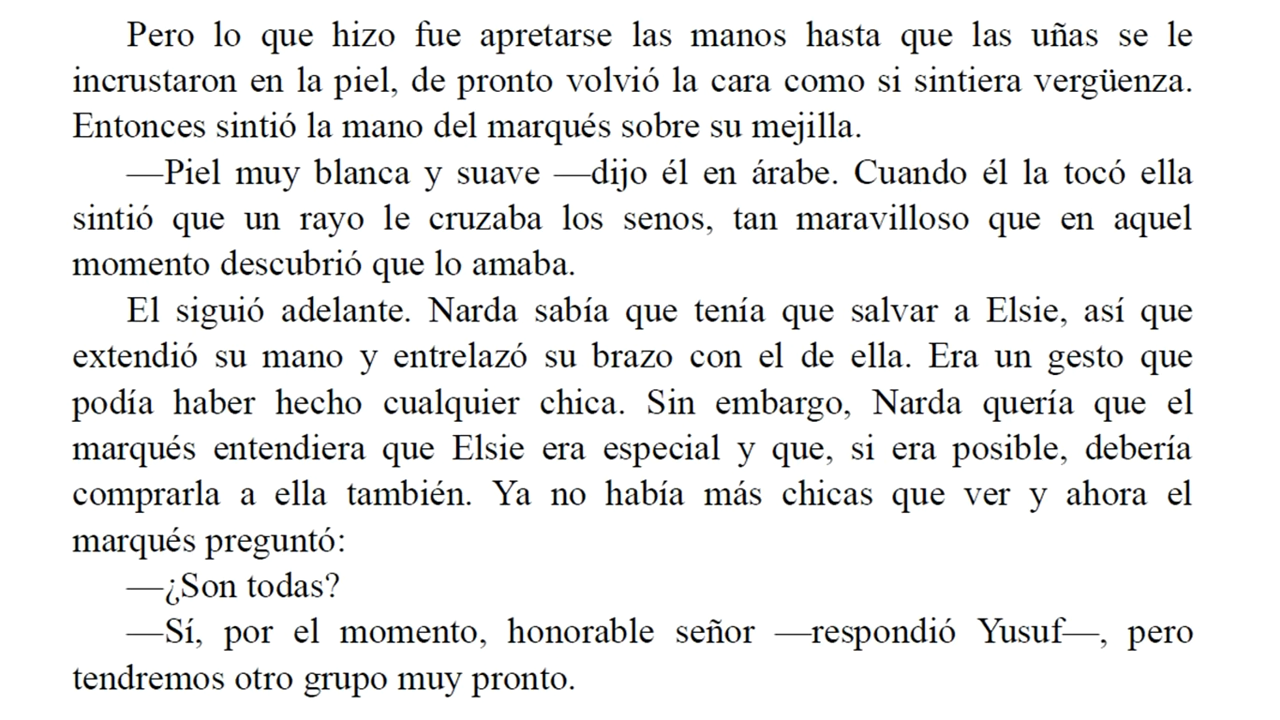 Pero lo que hizo fue apretarse las manos hasta que las uñas se le
incrustaron en la piel, de pronto volvió la cara como si sintiera vergüenza.
Entonces sintió la mano del marqués sobre su mejilla.
—Piel muy blanca y suave —dijo él en árabe. Cuando él la tocó ella
sintió que un rayo le cruzaba los senos, tan maravilloso que en aquel
momento descubrió que lo amaba.
El siguió adelante. Narda sabía que tenía que salvar a Elsie, así que
extendió su mano y entrelazó su brazo con el de ella. Era un gesto que
podía haber hecho cualquier chica. Sin embargo, Narda quería que el
marqués entendiera que Elsie era especial y que, si era posible, debería
comprarla a ella también. Ya no había más chicas que ver y ahora el
marqués preguntó:
—¿Son todas?
—Sí, por el momento, honorable señor —respondió Yusuf—, pero
tendremos otro grupo muy pronto.